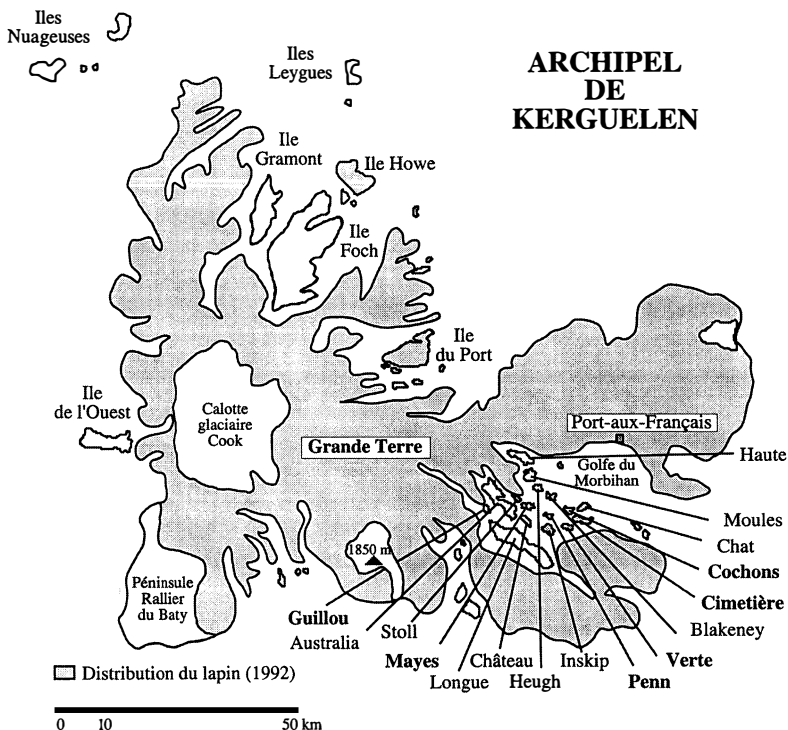 Iles
Nuageuses
Iles
Leygues
ARCHIPEL
DE
KERGUELEN
Ile
Gramont
Ile Howe
Ile
Foch
Ile
du Port
Ile
de l'Ouest
Calotte
glaciaire
Cook
Grande Terre
Port-aux-Français
Golfe du
Morbihan
Haute
Moules
Chat
Cochons
Cimetière
Blakeney
Verte
Penn
Inskip
Heugh
Château
Longue
Mayes
Stoll
Australia
Guillou
1850 m
Péninsule
Rallier
du Baty
Distribution du lapin (1992)
0 10 50 km